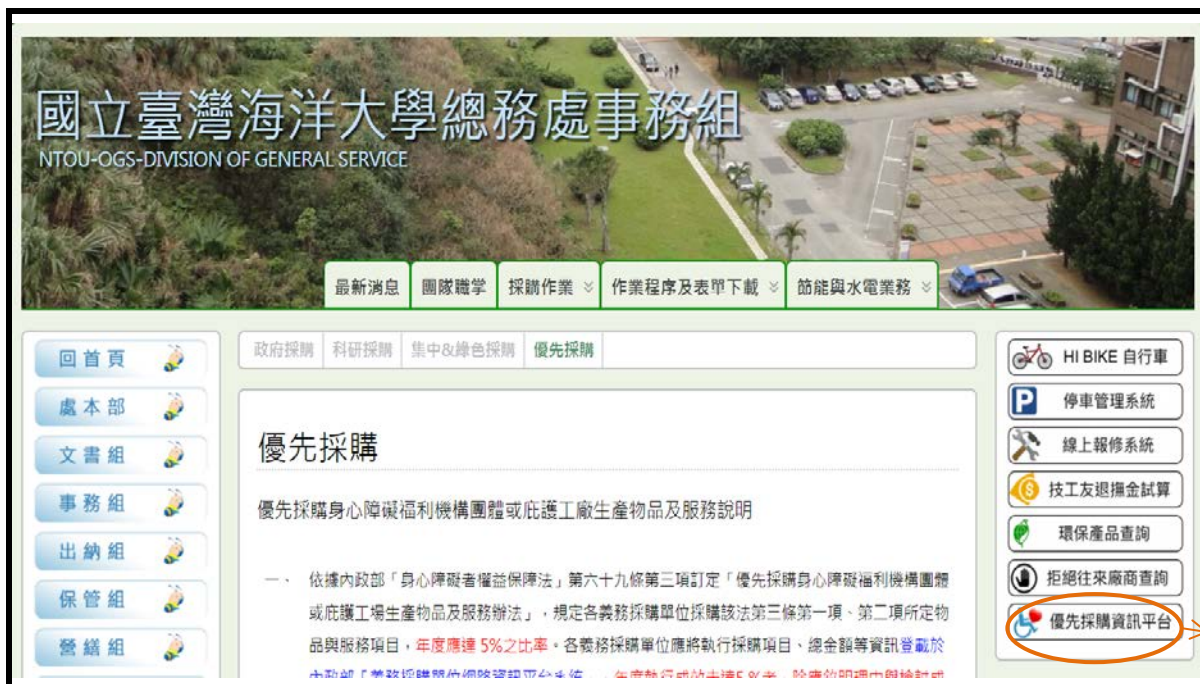 國立臺灣海洋大學總務處事務組
NTOU-OGS-DIVISION OF GENERAL SERVICE
最新消息 團隊職掌 採購作業 作業程序及表單下載 節能與水電業務
回首頁
處本部
文書組
事務組
出納組
保管組
營繕組
政府採購 科研採購 集中&綠色採購 優先採購
優先採購
優先採購身心障礙福利機構團體或庇護工廠生產物品及服務說明
一、 依據內政部「身心障礙者權益保障法」第六十九條第三項訂定「優先採購身心障礙福利機構團體
或庇護工場生產物品及服務辦法」，規定各義務採購單位採購該法第三條第一項、第二項所定物
品與服務項目，年度應達 5%之比率。各義務採購單位應將執行採購項目、總金額等資訊登載於
HI BIKE 自行車
停車管理系統
線上報修系統
技工友退撫金試算
環保產品查詢
拒絕往來廠商查詢
優先採購資訊平台